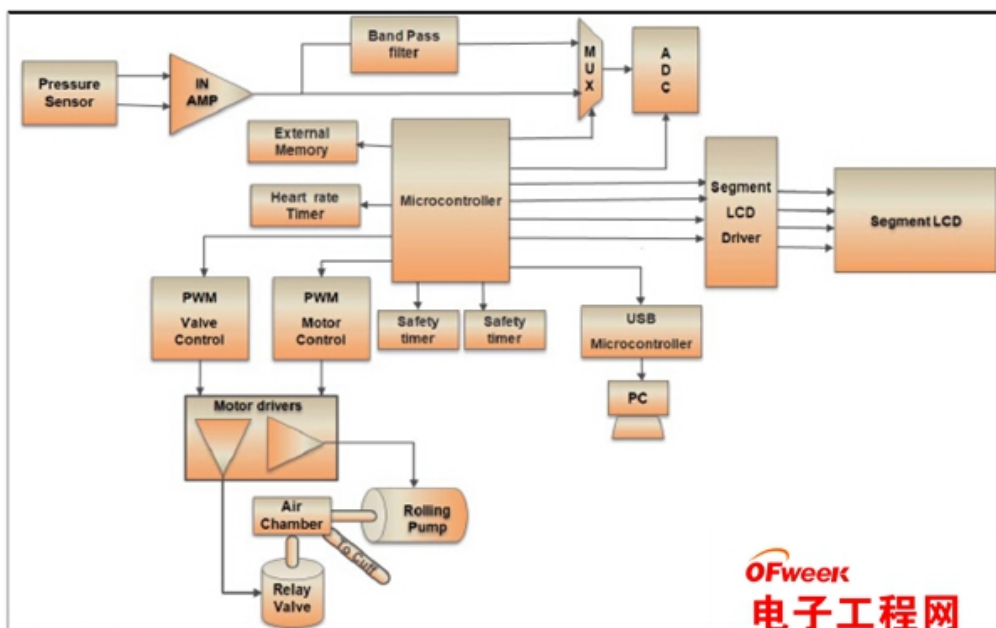 Band Pass
filter
M
U
X
A
D
C
Pressure
Sensor
IN
AMP
External
Memory
Microcontroller
Heart rate
Timer
Segment
LCD
Driver
Segment LCD
PWM
Valve
Control
PWM
Motor
Control
Safety
timer
Safety
timer
USB
Microcontroller
PC
Motor drivers
Air
Chamber
Rolling
Pump
To Cuff
Relay
Valve
OFweek
电子工程网